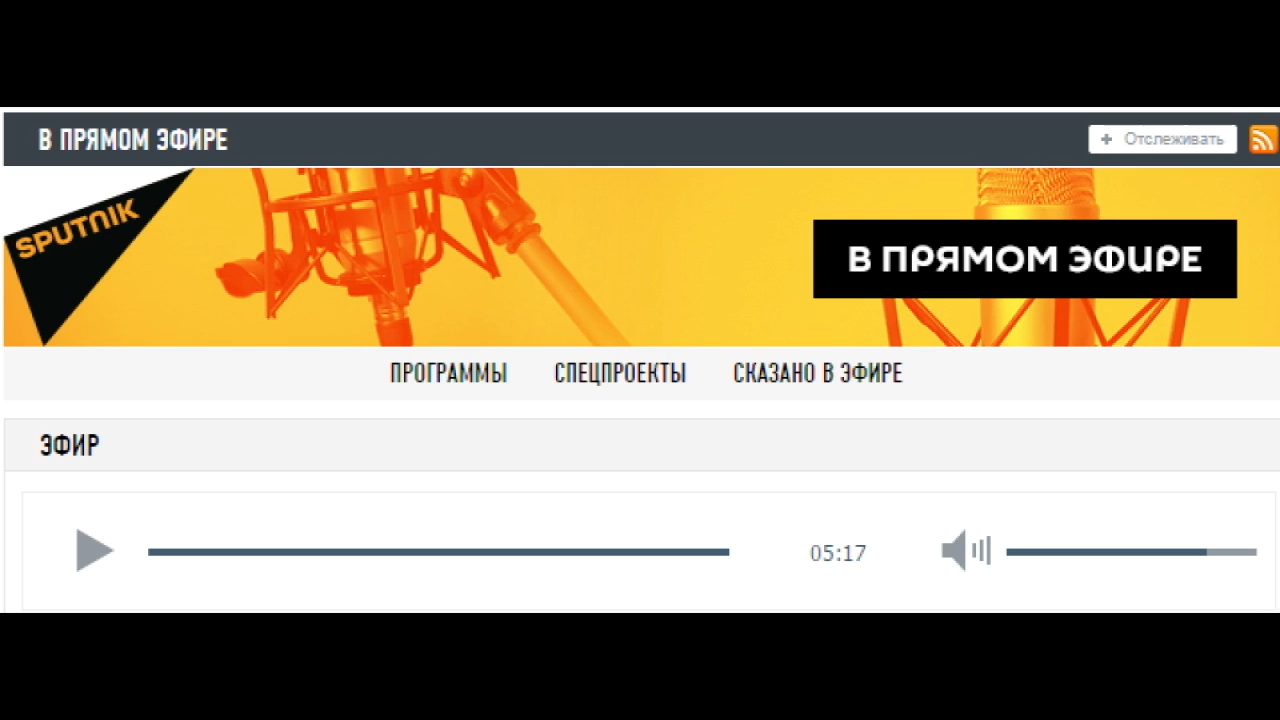 В ПРЯМОМ ЭФИРЕ
+ Отслеживать
SPUTNIK
В ПРЯМОМ ЭФИРЕ
ПРОГРАММЫ СПЕЦПРОЕКТЫ СКАЗАНО В ЭФИРЕ
ЭФИР
05:17